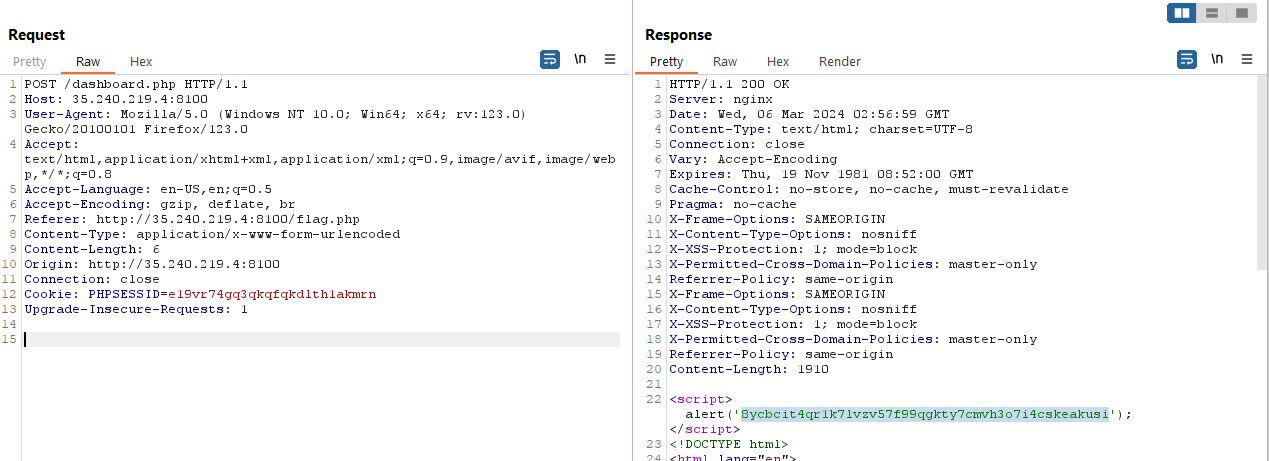 Request
Pretty Raw Hex \n
1 POST /dashboard.php HTTP/1.1
2 Host: 35.240.219.4:8100
3 User-Agent: Mozilla/5.0 (Windows NT 10.0; Win64; x64; rv:123.0)
Gecko/20100101 Firefox/123.0
4 Accept:
text/html,application/xhtml+xml,application/xml;q=0.9,image/avif,image/web
p,*/*;q=0.8
5 Accept-Language: en-US,en;q=0.5
6 Accept-Encoding: gzip, deflate, br
7 Referer: http://35.240.219.4:8100/flag.php
8 Content-Type: application/x-www-form-urlencoded
9 Content-Length: 6
10 Origin: http://35.240.219.4:8100
11 Connection: close
12 Cookie: PHPSESSID=e19vr74gq3qkqfqkdlth1akmrn
13 Upgrade-Insecure-Requests: 1
14
15
Response
Pretty Raw Hex Render \n
1 HTTP/1.1 200 OK
2 Server: nginx
3 Date: Wed, 06 Mar 2024 02:56:59 GMT
4 Content-Type: text/html; charset=UTF-8
5 Connection: close
6 Vary: Accept-Encoding
7 Expires: Thu, 19 Nov 1981 08:52:00 GMT
8 Cache-Control: no-store, no-cache, must-revalidate
9 Pragma: no-cache
10 X-Frame-Options: SAMEORIGIN
11 X-Content-Type-Options: nosniff
12 X-XSS-Protection: 1; mode=block
13 X-Permitted-Cross-Domain-Policies: master-only
14 Referrer-Policy: same-origin
15 X-Frame-Options: SAMEORIGIN
16 X-Content-Type-Options: nosniff
17 X-XSS-Protection: 1; mode=block
18 X-Permitted-Cross-Domain-Policies: master-only
19 Referrer-Policy: same-origin
20 Content-Length: 1910
21
22 <script>
alert('8ycbcit4qr1k7lvzv57f99qgkty7cmvh3o7i4cskeakusi');
</script>
23 <!DOCTYPE html>
24 <html lang="en">